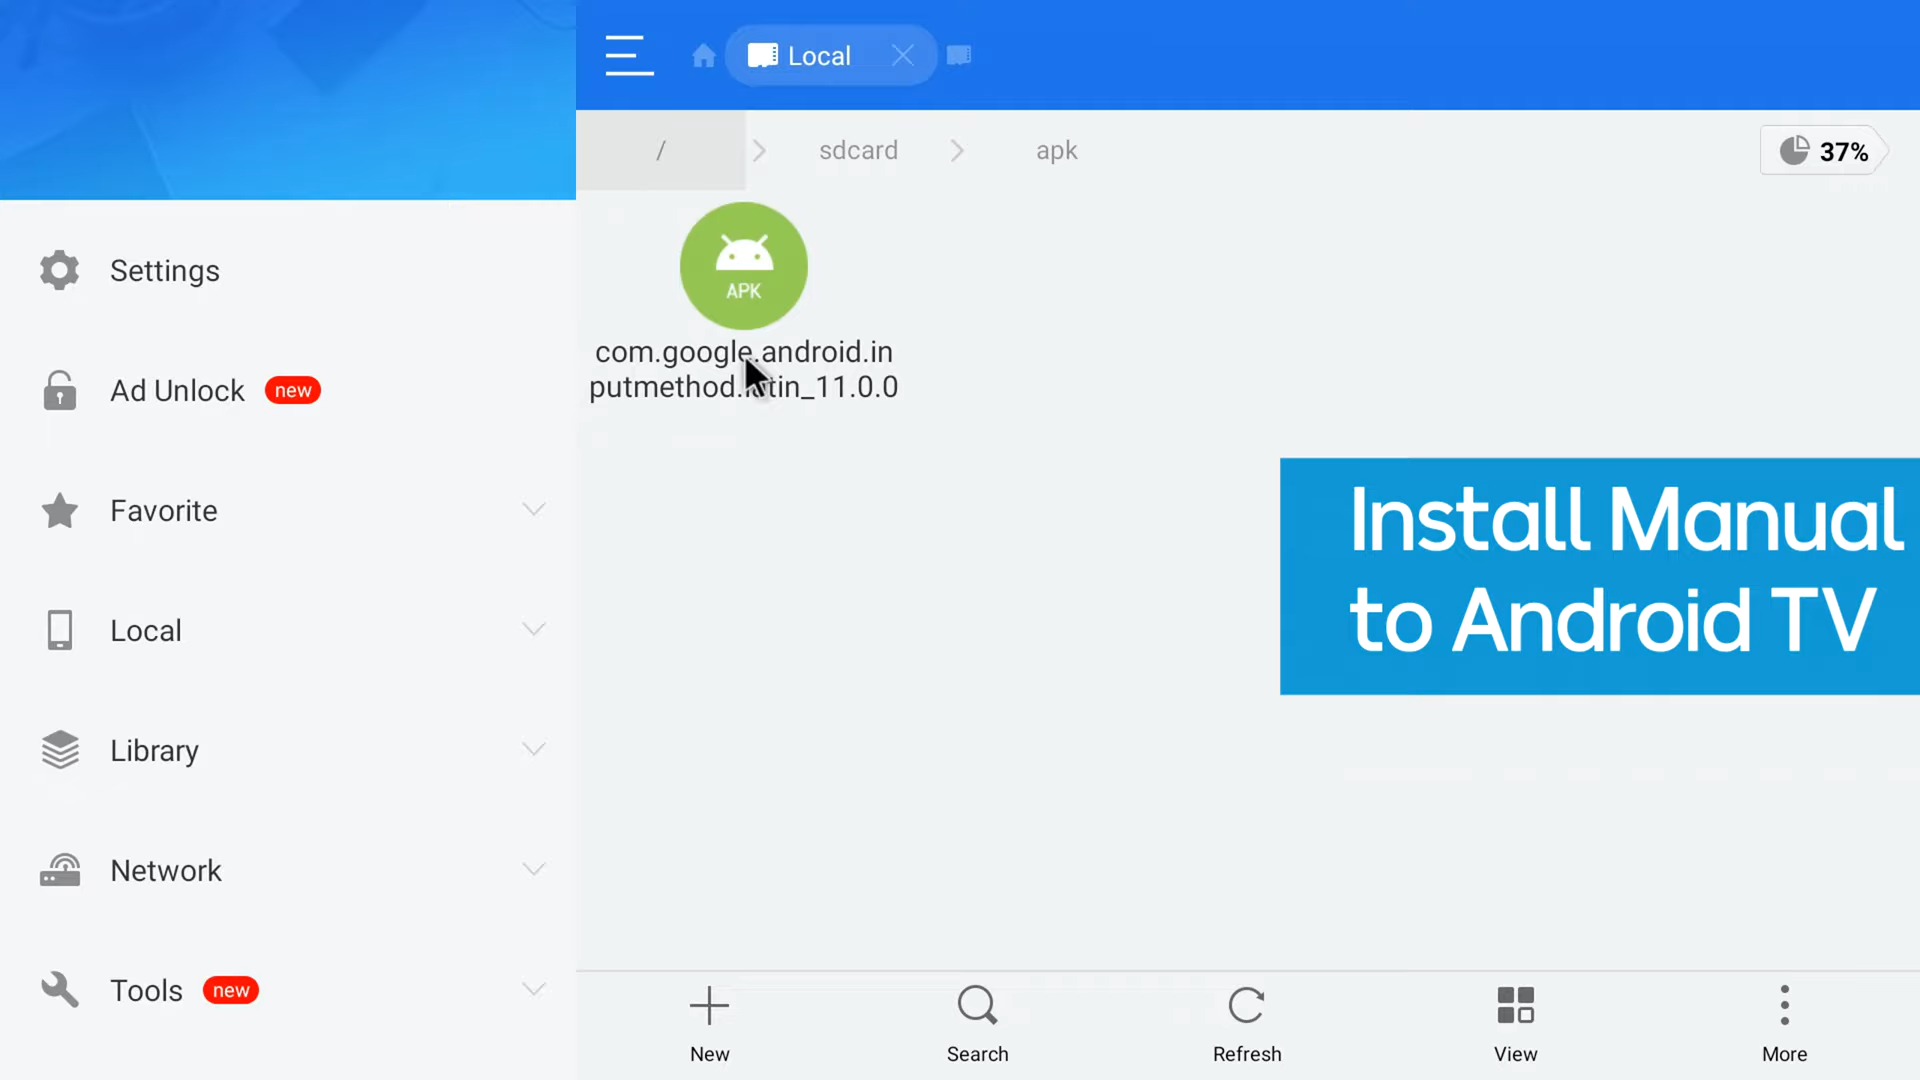 Local
/
sdcard
apk
37%
Settings
Ad Unlock new
Favorite
Local
Library
Network
Tools new
APK
com.google.android.in
putmethod.latin_11.0.0
Install Manual
to Android TV
New
Search
Refresh
View
More